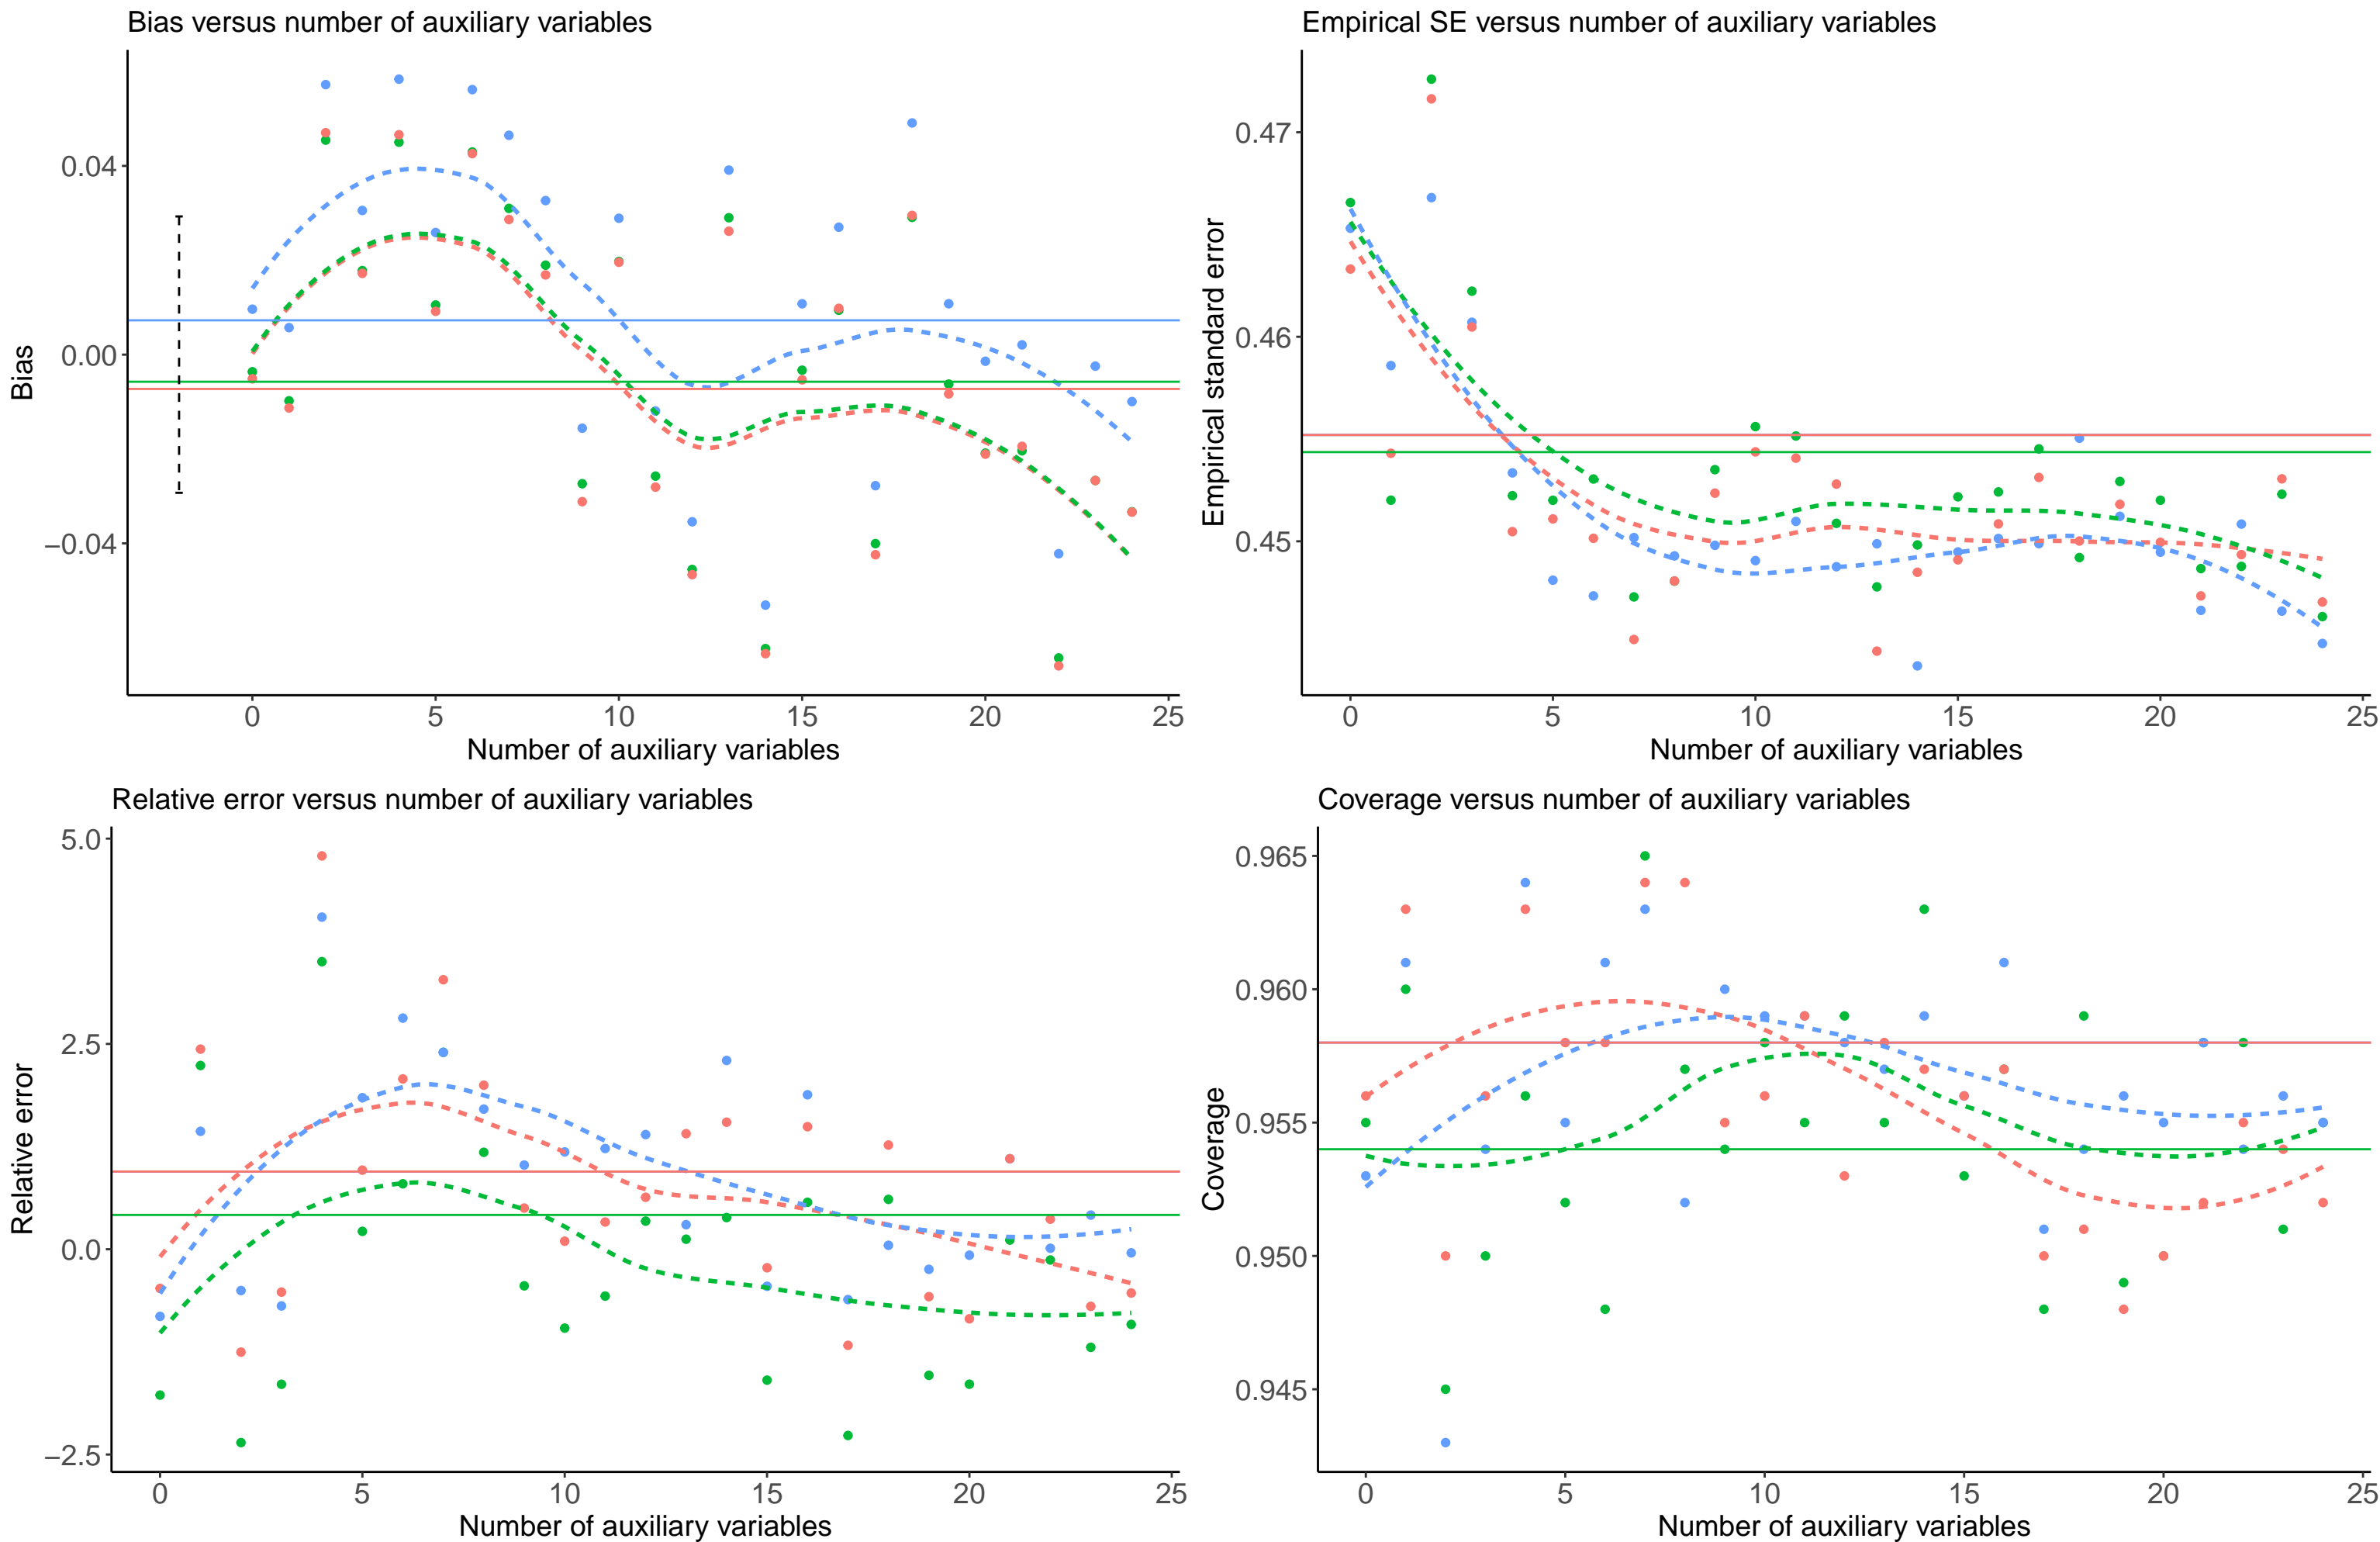 Bias versus number of auxiliary variables
0.04
0.00
−0.04
Bias
0 5 10 15 20 25
Number of auxiliary variables
Empirical SE versus number of auxiliary variables
0.47
0.46
0.45
Empirical standard error
0 5 10 15 20 25
Number of auxiliary variables
Relative error versus number of auxiliary variables
5.0
2.5
0.0
−2.5
Relative error
0 5 10 15 20 25
Number of auxiliary variables
Coverage versus number of auxiliary variables
0.965
0.960
0.955
0.950
0.945
Coverage
0 5 10 15 20 25
Number of auxiliary variables